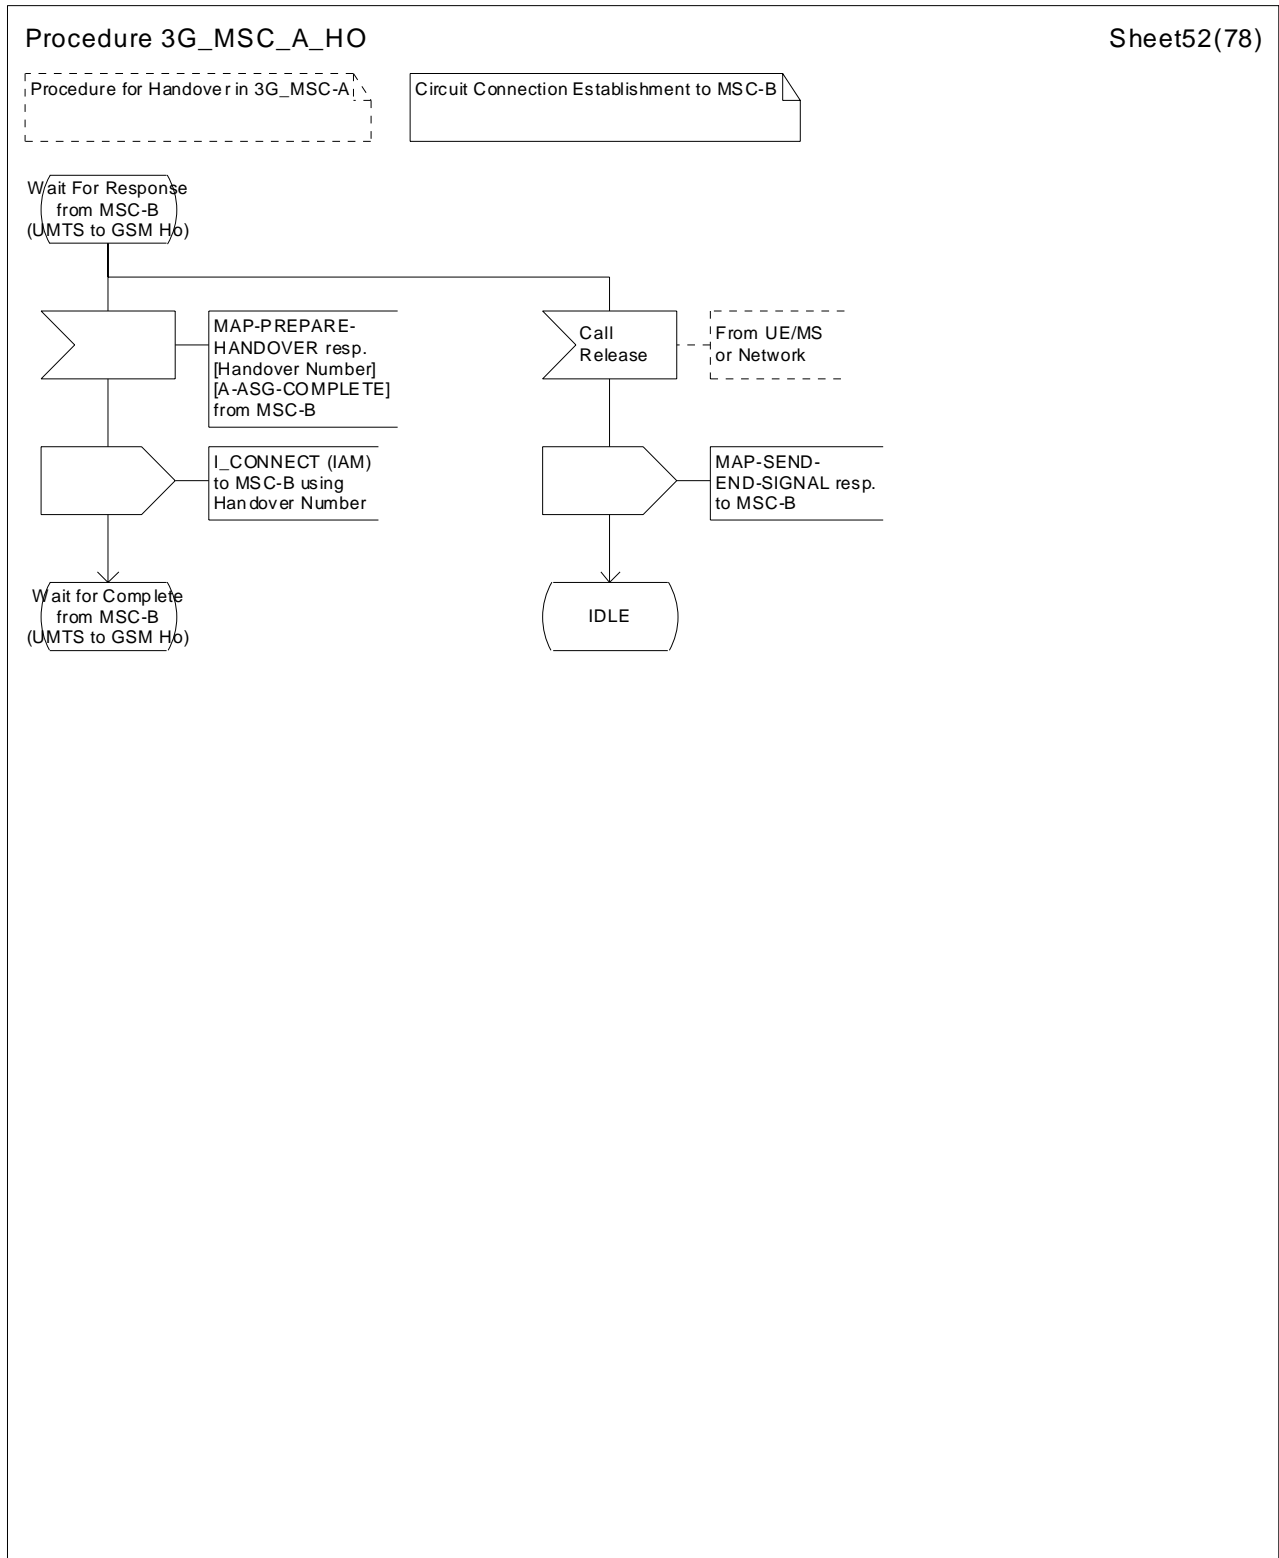 Procedure 3G_MSC_A_HO
Sheet52(78)
Procedure for Handover in 3G_MSC-A
Circuit Connection Establishment to MSC-B
Wait For Response
from MSC-B
(UMTS to GSM Ho)
MAP-PREPARE-
HANDOVER resp.
[Handover Number]
[A-ASG-COMPLETE]
from MSC-B
Call
Release
From UE/MS
or Network
I_CONNECT (IAM)
to MSC-B using
Handover Number
MAP-SEND-
END-SIGNAL resp.
to MSC-B
Wait for Complete
from MSC-B
(UMTS to GSM Ho)
IDLE